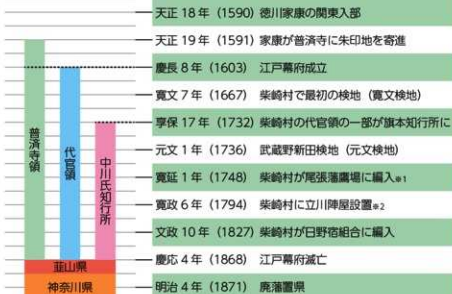 天正 18 年（1590）徳川家康の関東入部
天正 19 年（1591）家康が普済寺に朱印地を寄進
慶長 8 年（1603）江戸幕府成立
寛文 7 年（1667）柴崎村で最初の検地（寛文検地）
享保 17 年（1732）柴崎村の代官領の一部が旗本知行所に
元文 1 年（1736）武蔵野新田検地（元文検地）
寛延 1 年（1748）柴崎村が尾張藩鷹場に編入※1
寛政 6 年（1794）柴崎村に立川陣屋設置※2
文政 10 年（1827）柴崎村が日野宿組合に編入
慶応 4 年（1868）江戸幕府滅亡
明治 4 年（1871）廃藩置県
普済寺領
代官領
中川氏知行所
韮山県
神奈川県